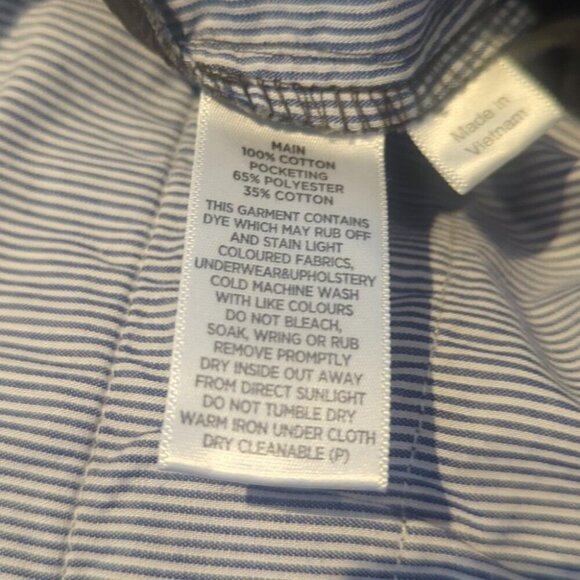 MAIN
100% COTTON
POCKETING
65% POLYESTER
35% COTTON
THIS GARMENT CONTAINS
DYE WHICH MAY RUB OFF
AND STAIN LIGHT
COLOURED FABRICS,
UNDERWEAR&UPHOLSTERY
COLD MACHINE WASH
WITH LIKE COLOURS
DO NOT BLEACH,
SOAK, WRING OR RUB
REMOVE PROMPTLY
DRY INSIDE OUT AWAY
FROM DIRECT SUNLIGHT
DO NOT TUMBLE DRY
WARM IRON UNDER CLOTH
DRY CLEANABLE (P)
Made in
Vietnam